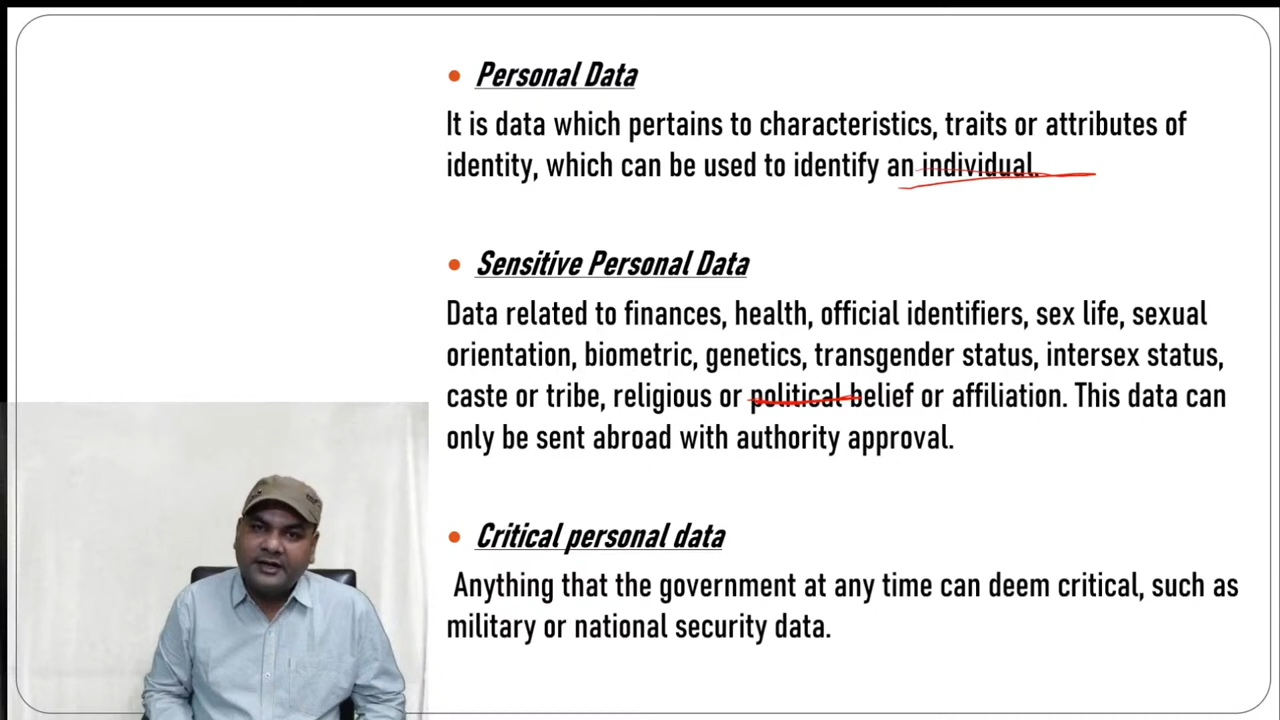 Personal Data
It is data which pertains to characteristics, traits or attributes of
identity, which can be used to identify an individual.
Sensitive Personal Data
Data related to finances, health, official identifiers, sex life, sexual
orientation, biometric, genetics, transgender status, intersex status,
caste or tribe, religious or political belief or affiliation. This data can
only be sent abroad with authority approval.
Critical personal data
Anything that the government at any time can deem critical, such as
military or national security data.